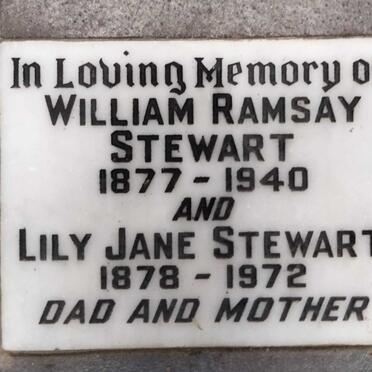 In Loving Memory o
WILLIAM RAMSAY
STEWART
1877 - 1940
AND
LILY JANE STEWART
1878 - 1972
DAD AND MOTHER